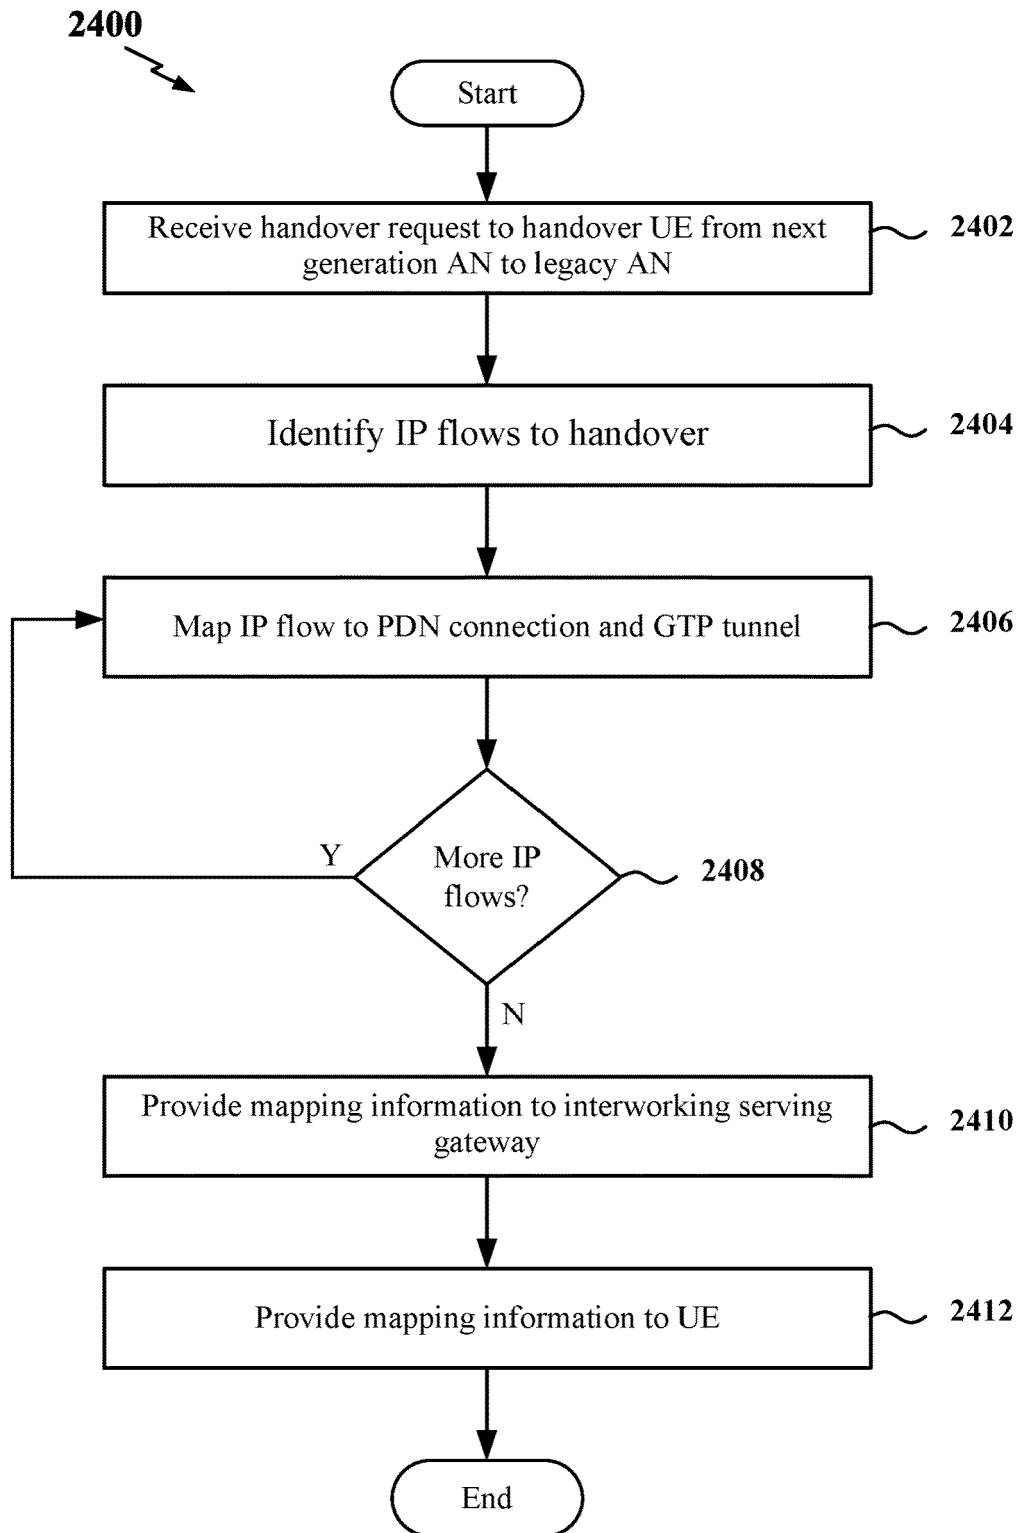 2400
Start
Receive handover request to handover UE from next
generation AN to legacy AN
2402
Identify IP flows to handover
2404
Map IP flow to PDN connection and GTP tunnel
2406
Y
More IP
flows?
2408
N
Provide mapping information to interworking serving
gateway
2410
Provide mapping information to UE
2412
End